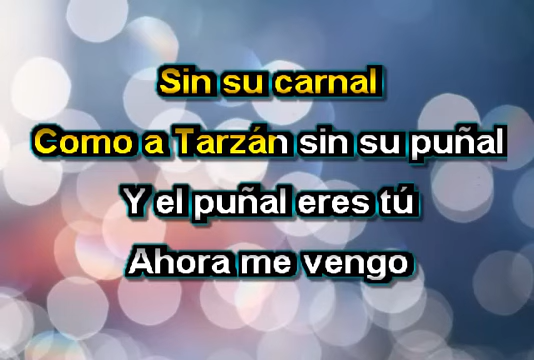 Sin su carnal
Como a Tarzán sin su puñal
Y el puñal eres tú
Ahora me vengo